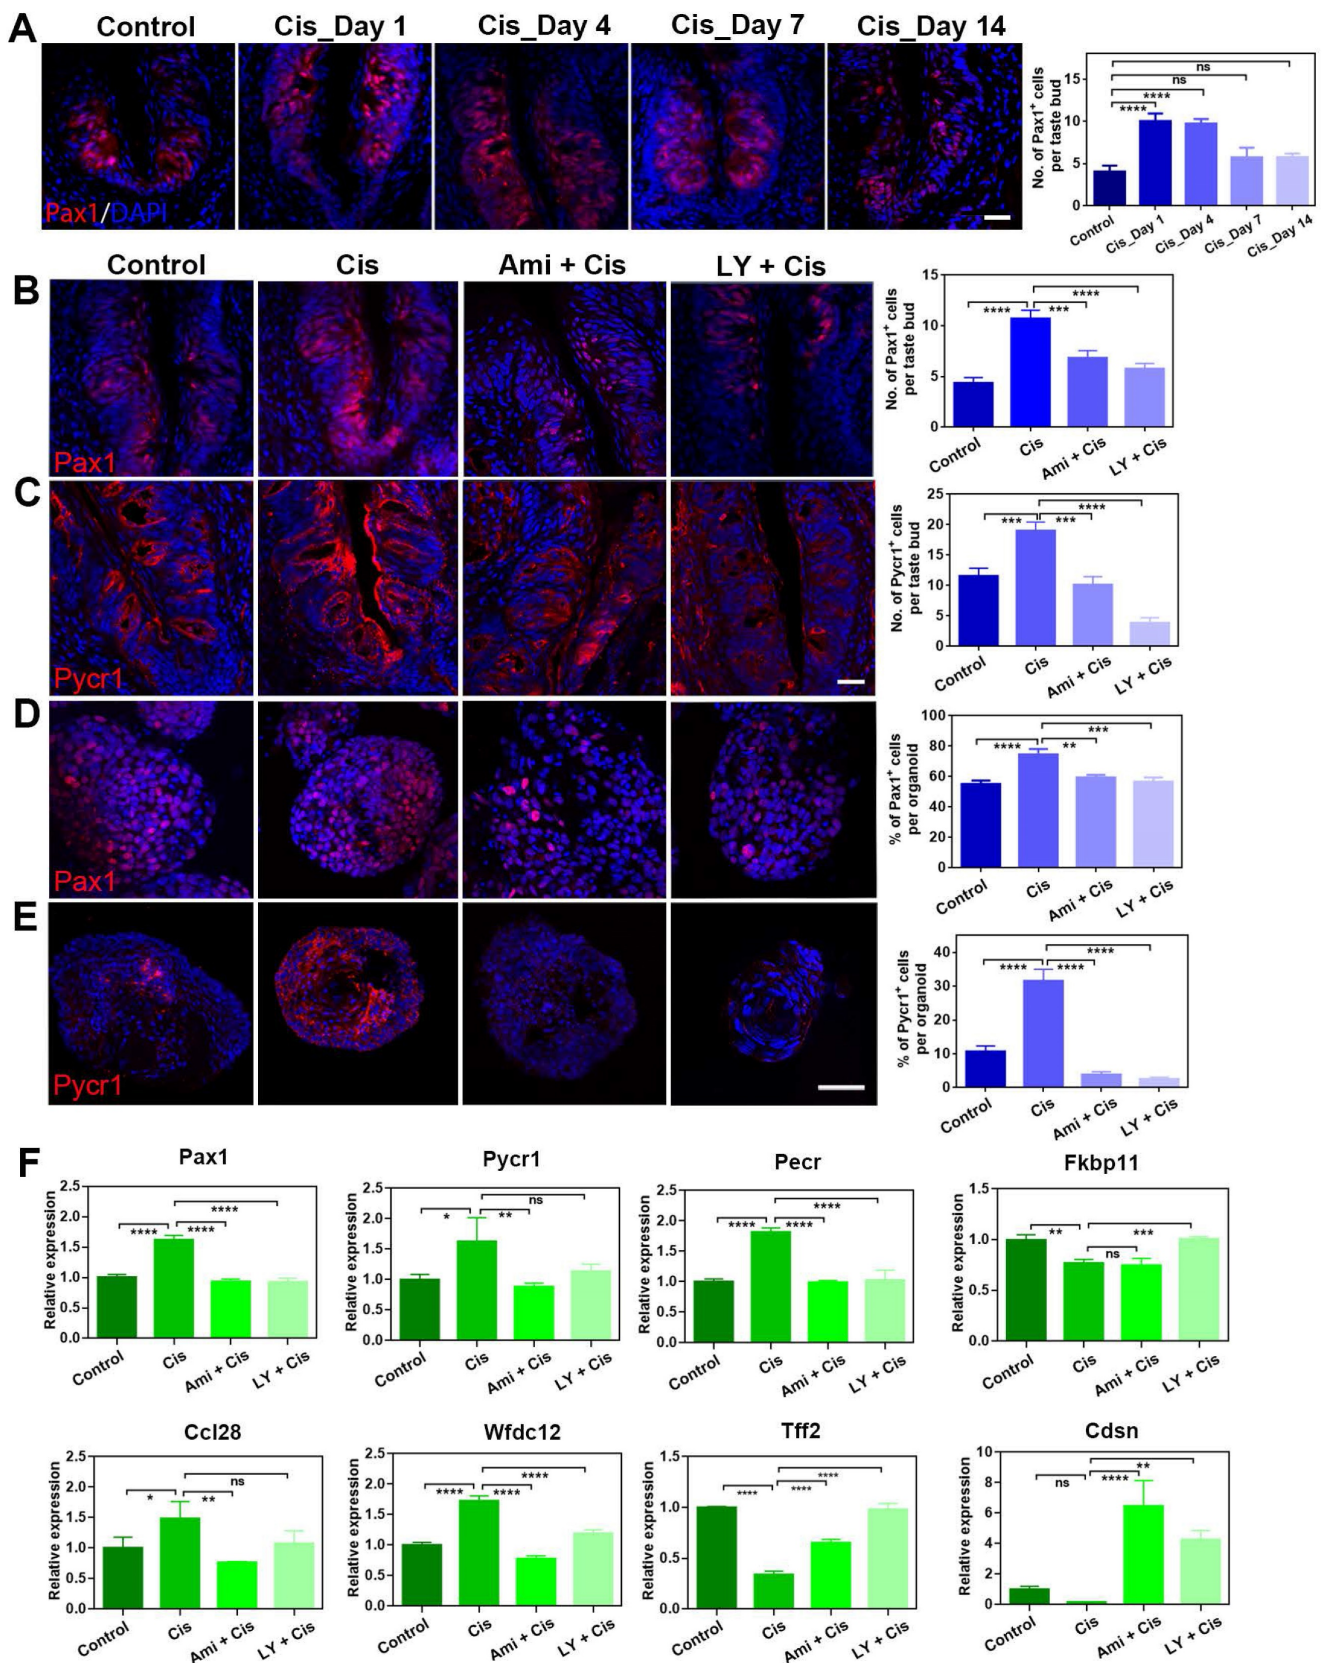 A
Control
Cis_Day 1
Cis_Day 4
Cis_Day 7
Cis_Day 14
Pax1/DAPI
No. of Pax1+ cells
per taste bud
15
10
5
0
ns
ns
****
****
Control
Cis_Day 1
Cis_Day 4
Cis_Day 7
Cis_Day 14
Control
Cis
Ami + Cis
LY + Cis
B
Pax1
No. of Pax1+ cells
per taste bud
15
10
5
0
****
****
***
Control
Cis
Ami + Cis
LY + Cis
C
Pycr1
No. of Pycr1+ cells
per taste bud
25
20
15
10
5
0
****
***
***
Control
Cis
Ami + Cis
LY + Cis
D
Pax1
% of Pax1+ cells
per organoid
100
80
60
40
20
0
***
****
**
Control
Cis
Ami + Cis
LY + Cis
E
Pycr1
% of Pycr1+ cells
per organoid
40
30
20
10
0
****
****
****
Control
Cis
Ami + Cis
LY + Cis
F
Pax1
Relative expression
2.5
2.0
1.5
1.0
0.5
0.0
****
****
****
Control
Cis
Ami + Cis
LY + Cis
Pycr1
Relative expression
2.5
2.0
1.5
1.0
0.5
0.0
ns
*
**
Control
Cis
Ami + Cis
LY + Cis
Pecr
Relative expression
2.5
2.0
1.5
1.0
0.5
0.0
****
****
****
Control
Cis
Ami + Cis
LY + Cis
Fkbp11
Relative expression
1.5
1.0
0.5
0.0
**
***
ns
Control
Cis
Ami + Cis
LY + Cis
Ccl28
Relative expression
2.5
2.0
1.5
1.0
0.5
0.0
ns
*
**
Control
Cis
Ami + Cis
LY + Cis
Wfdc12
Relative expression
2.5
2.0
1.5
1.0
0.5
0.0
****
****
****
Control
Cis
Ami + Cis
LY + Cis
Tff2
Relative expression
1.5
1.0
0.5
0.0
****
****
****
Control
Cis
Ami + Cis
LY + Cis
Cdsn
Relative expression
10
8
6
4
2
0
**
ns
****
Control
Cis
Ami + Cis
LY + Cis